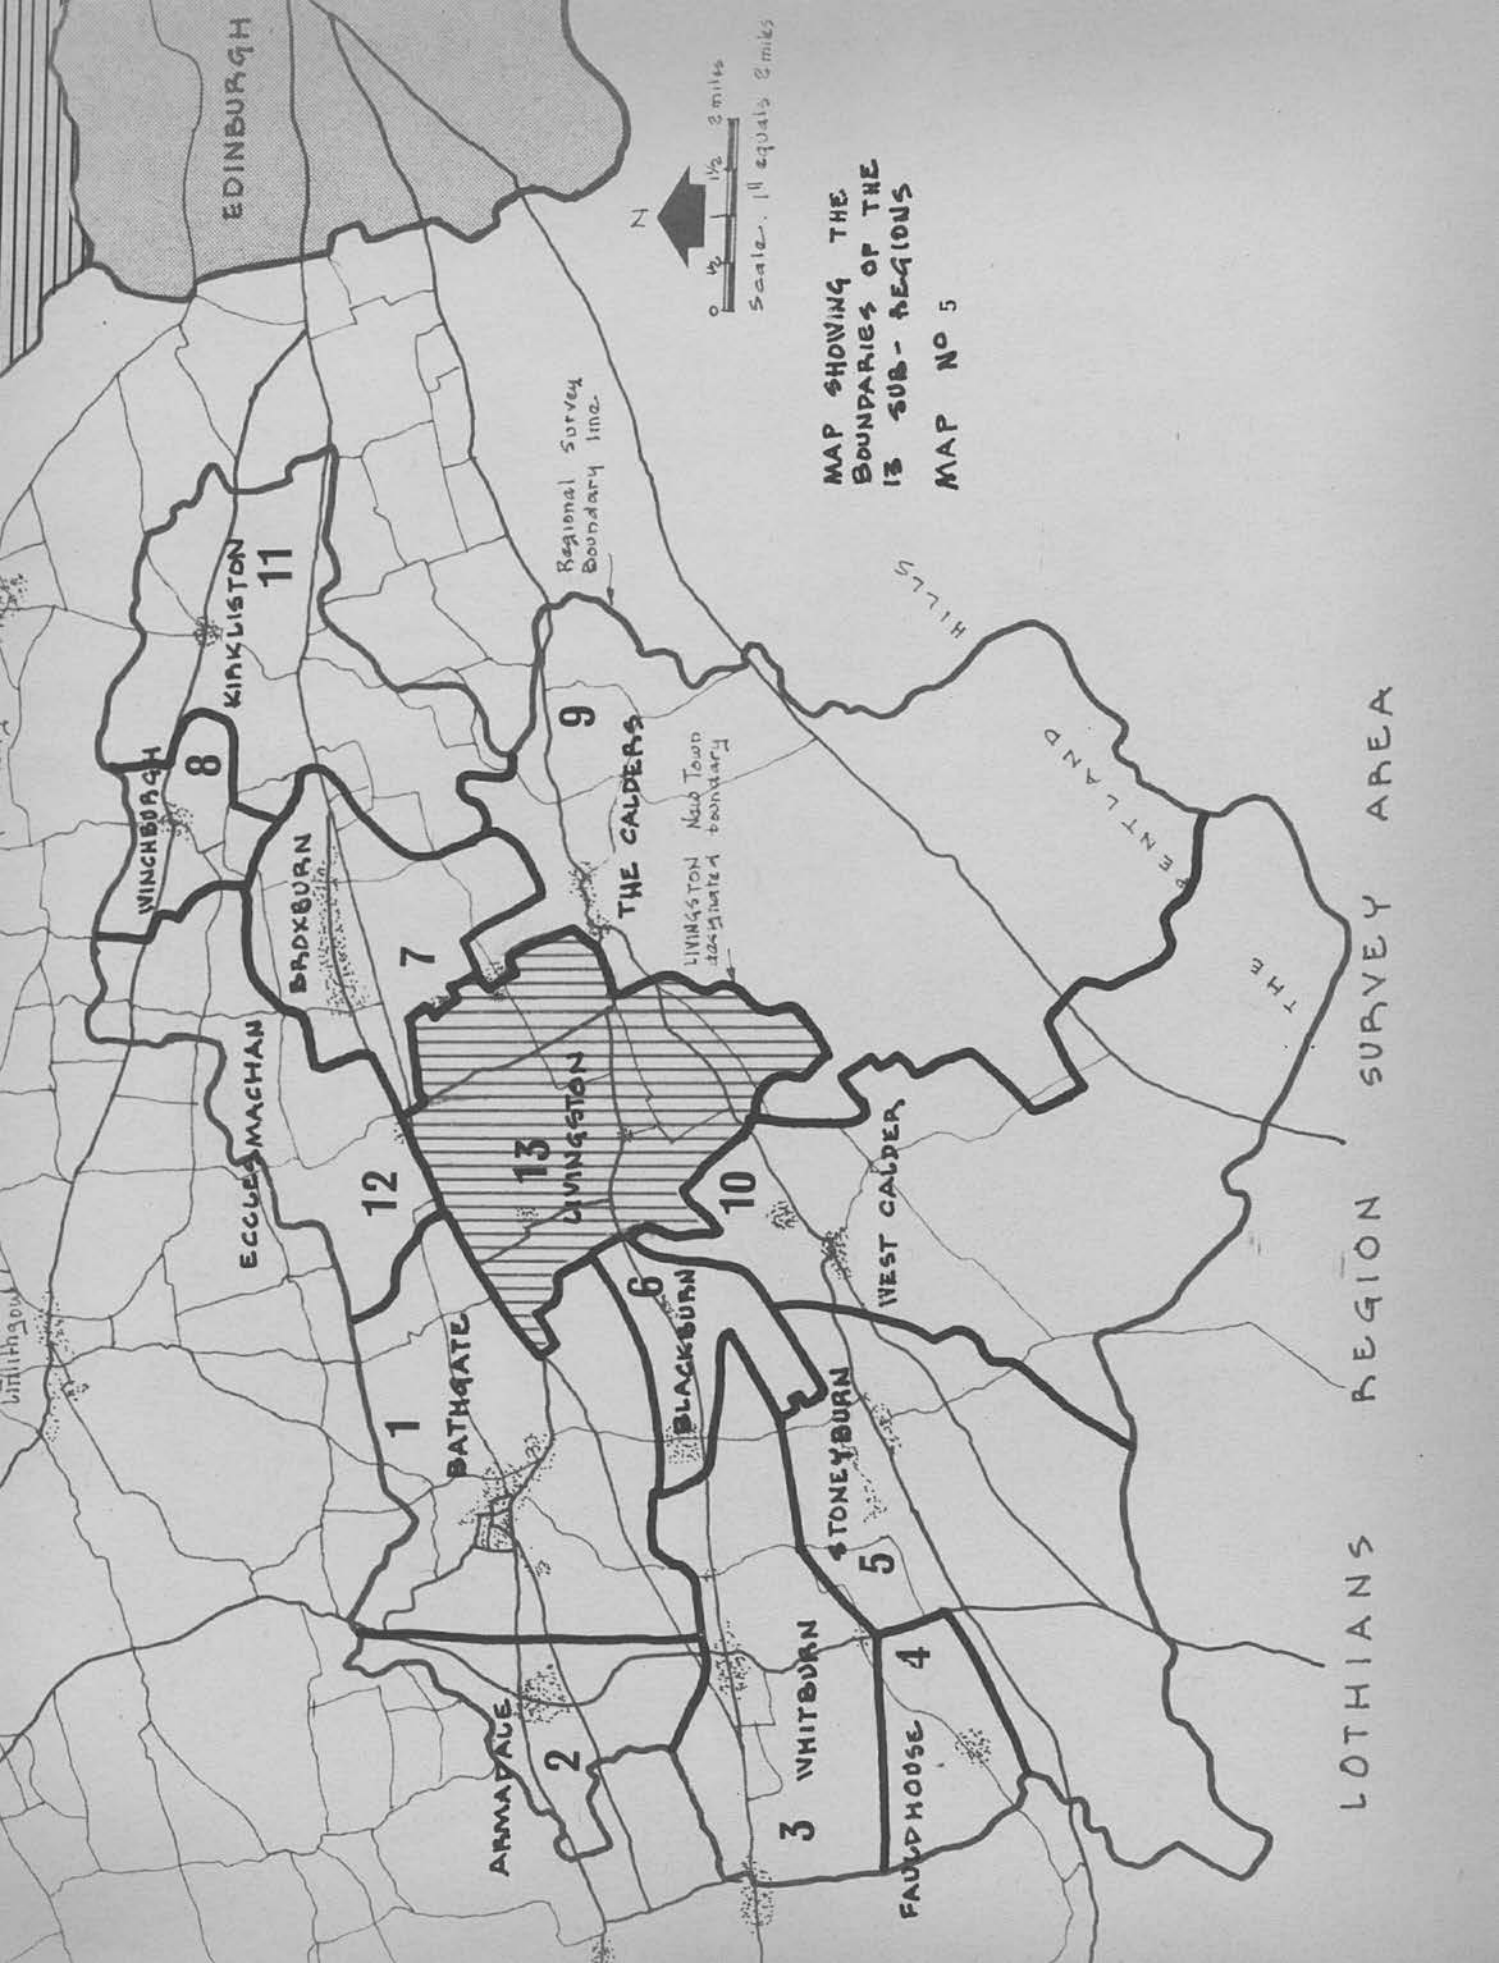 EDINBURGH
Linlithgow
WINCHBURGH
8
KIRKLISTON
11
BROXBURN
7
ECCLESMACHAN
12
BATHGATE
1
ARMADALE
2
13
LIVINGSTON
6
BLACKBURN
10
WEST CALDER
THE CALDERS
9
STONEYBURN
5
3 WHITBURN
FAULDHOUSE 4
Regional Survey
Boundary line
LIVINGSTON New Town
designated boundary
THE PENTLAND HILLS
N
0 ½ 1 1½ 2 miles
Scale. 1" equals 2 miles
MAP SHOWING THE
BOUNDARIES OF THE
13 SUB-REGIONS
MAP NO 5
LOTHIANS REGION SURVEY AREA